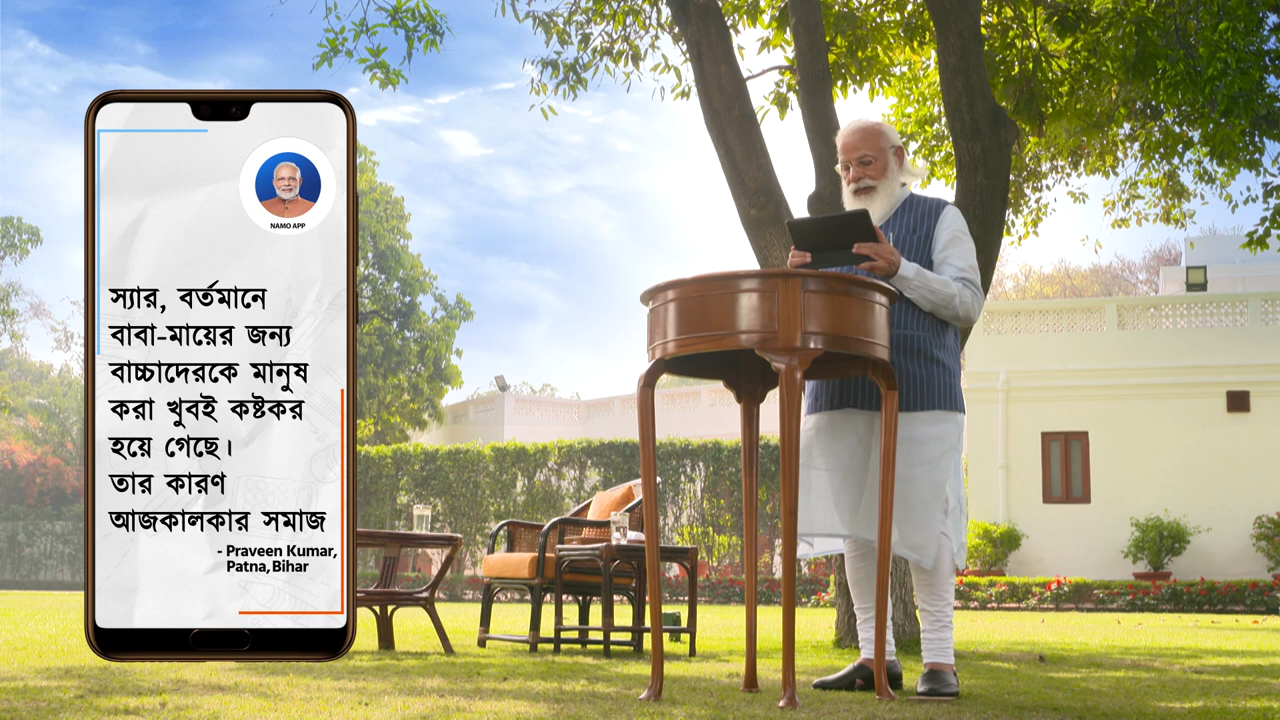 NAMO APP
স্যার, বর্তমানে
বাবা-মায়ের জন্য
বাচ্চাদেরকে মানুষ
করা খুবই কষ্টকর
হয়ে গেছে।
তার কারণ
আজকালকার সমাজ
- Praveen Kumar,
Patna, Bihar